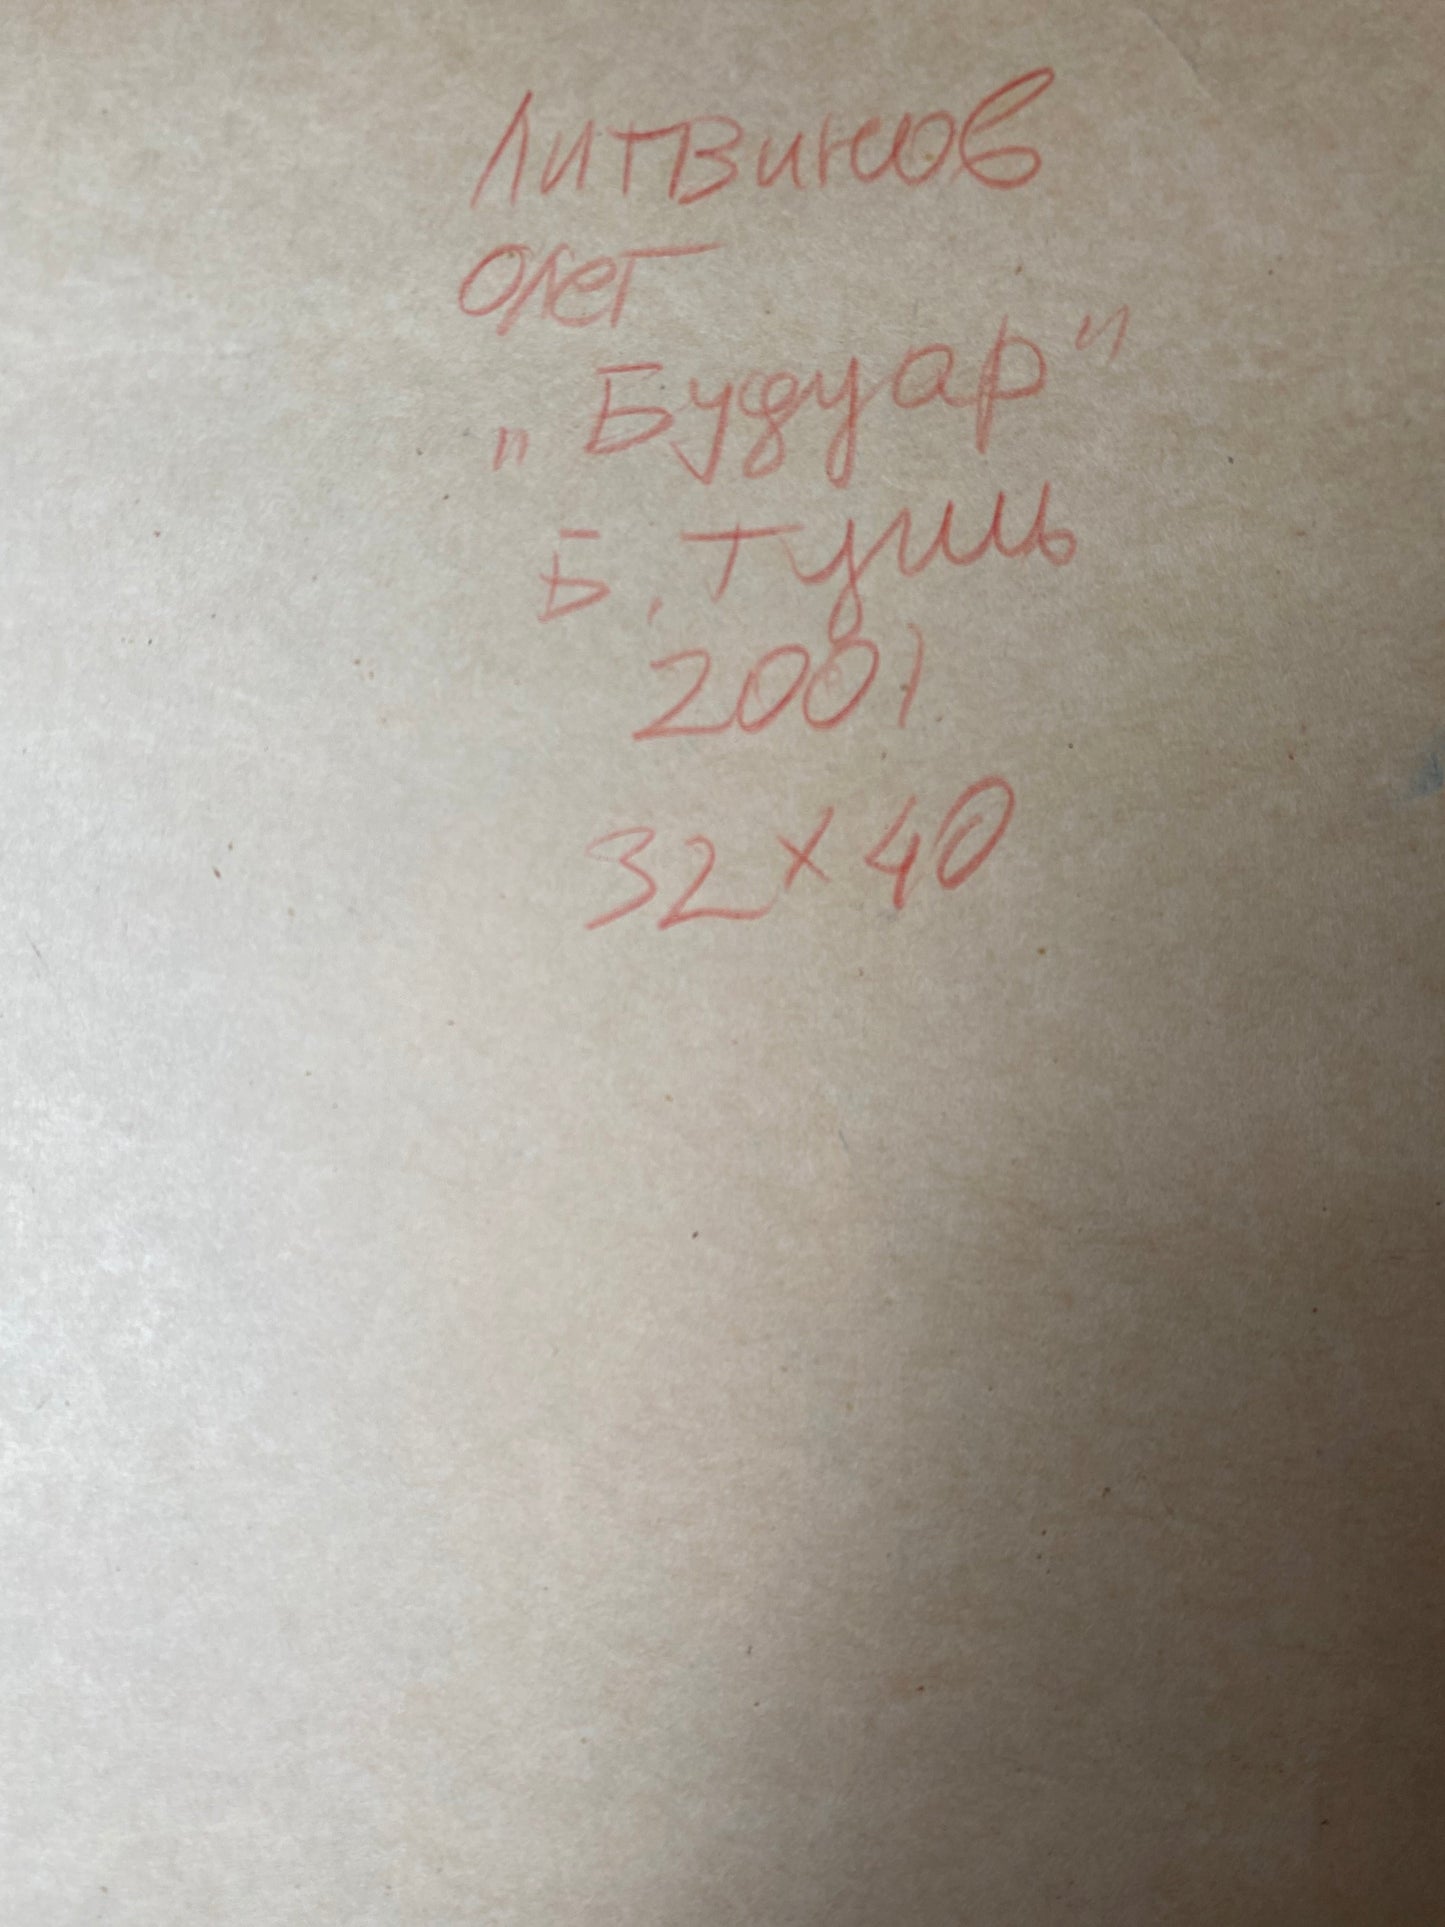 Литвинов
Олег
„Будуар"
Б, тушь
2001
32 x 40